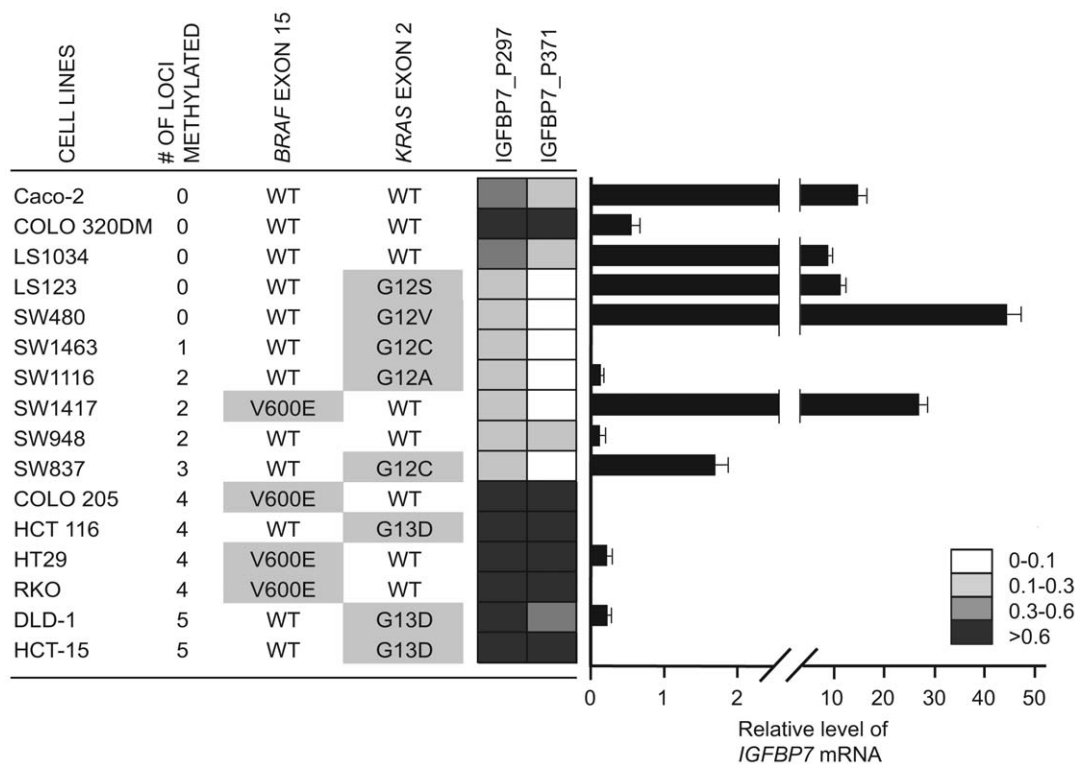 CELL LINES
# OF LOCI
METHYLATED
BRAF EXON 15
KRAS EXON 2
IGFBP7_P297
IGFBP7_P371
Caco-2 0 WT WT
COLO 320DM 0 WT WT
LS1034 0 WT WT
LS123 0 WT G12S
SW480 0 WT G12V
SW1463 1 WT G12C
SW1116 2 WT G12A
SW1417 2 V600E WT
SW948 2 WT WT
SW837 3 WT G12C
COLO 205 4 V600E WT
HCT 116 4 WT G13D
HT29 4 V600E WT
RKO 4 V600E WT
DLD-1 5 WT G13D
HCT-15 5 WT G13D
0-0.1
0.1-0.3
0.3-0.6
>0.6
0 1 2 10 20 30 40 50
Relative level of
IGFBP7 mRNA